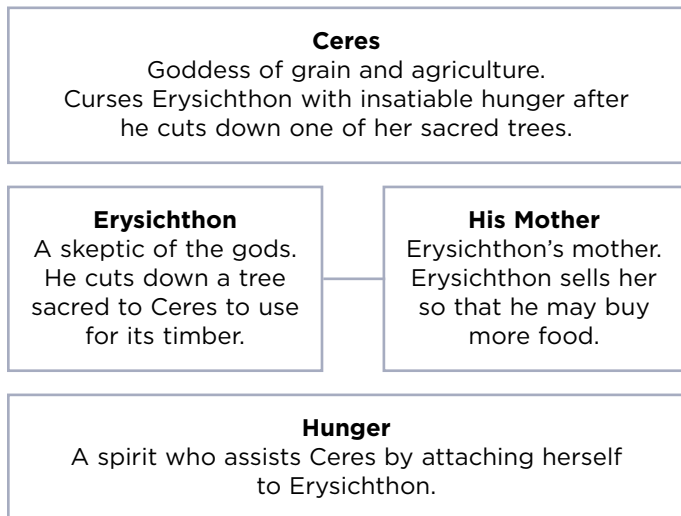 Ceres
Goddess of grain and agriculture.
Curses Erysichthon with insatiable hunger after
he cuts down one of her sacred trees.
Erysichthon
A skeptic of the gods.
He cuts down a tree
sacred to Ceres to use
for its timber.
His Mother
Erysichthon’s mother.
Erysichthon sells her
so that he may buy
more food.
Hunger
A spirit who assists Ceres by attaching herself
to Erysichthon.